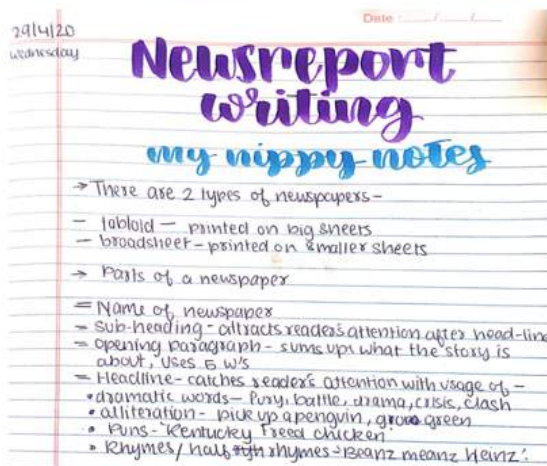 Date : ....../....../......
29/4/20
wednesday
Newsreport
writing
my nippy notes
→ There are 2 types of newspapers -
- tabloid - printed on big sheets
- broadsheet - printed on smaller sheets
→ Parts of a newspaper
= Name of newspaper
- Sub-heading - attracts reader's attention after head-line
= opening paragraph - sums ups what the story is
about, uses 5 w's
= Headline - catches reader's attention with usage of -
• dramatic words - fury, battle, drama, crisis, clash
• alliteration - pick up a penguin, green
• Puns - 'Kentucky freed chicken'
• Rhymes / half rhymes - 'Beanz meanz Heinz'.